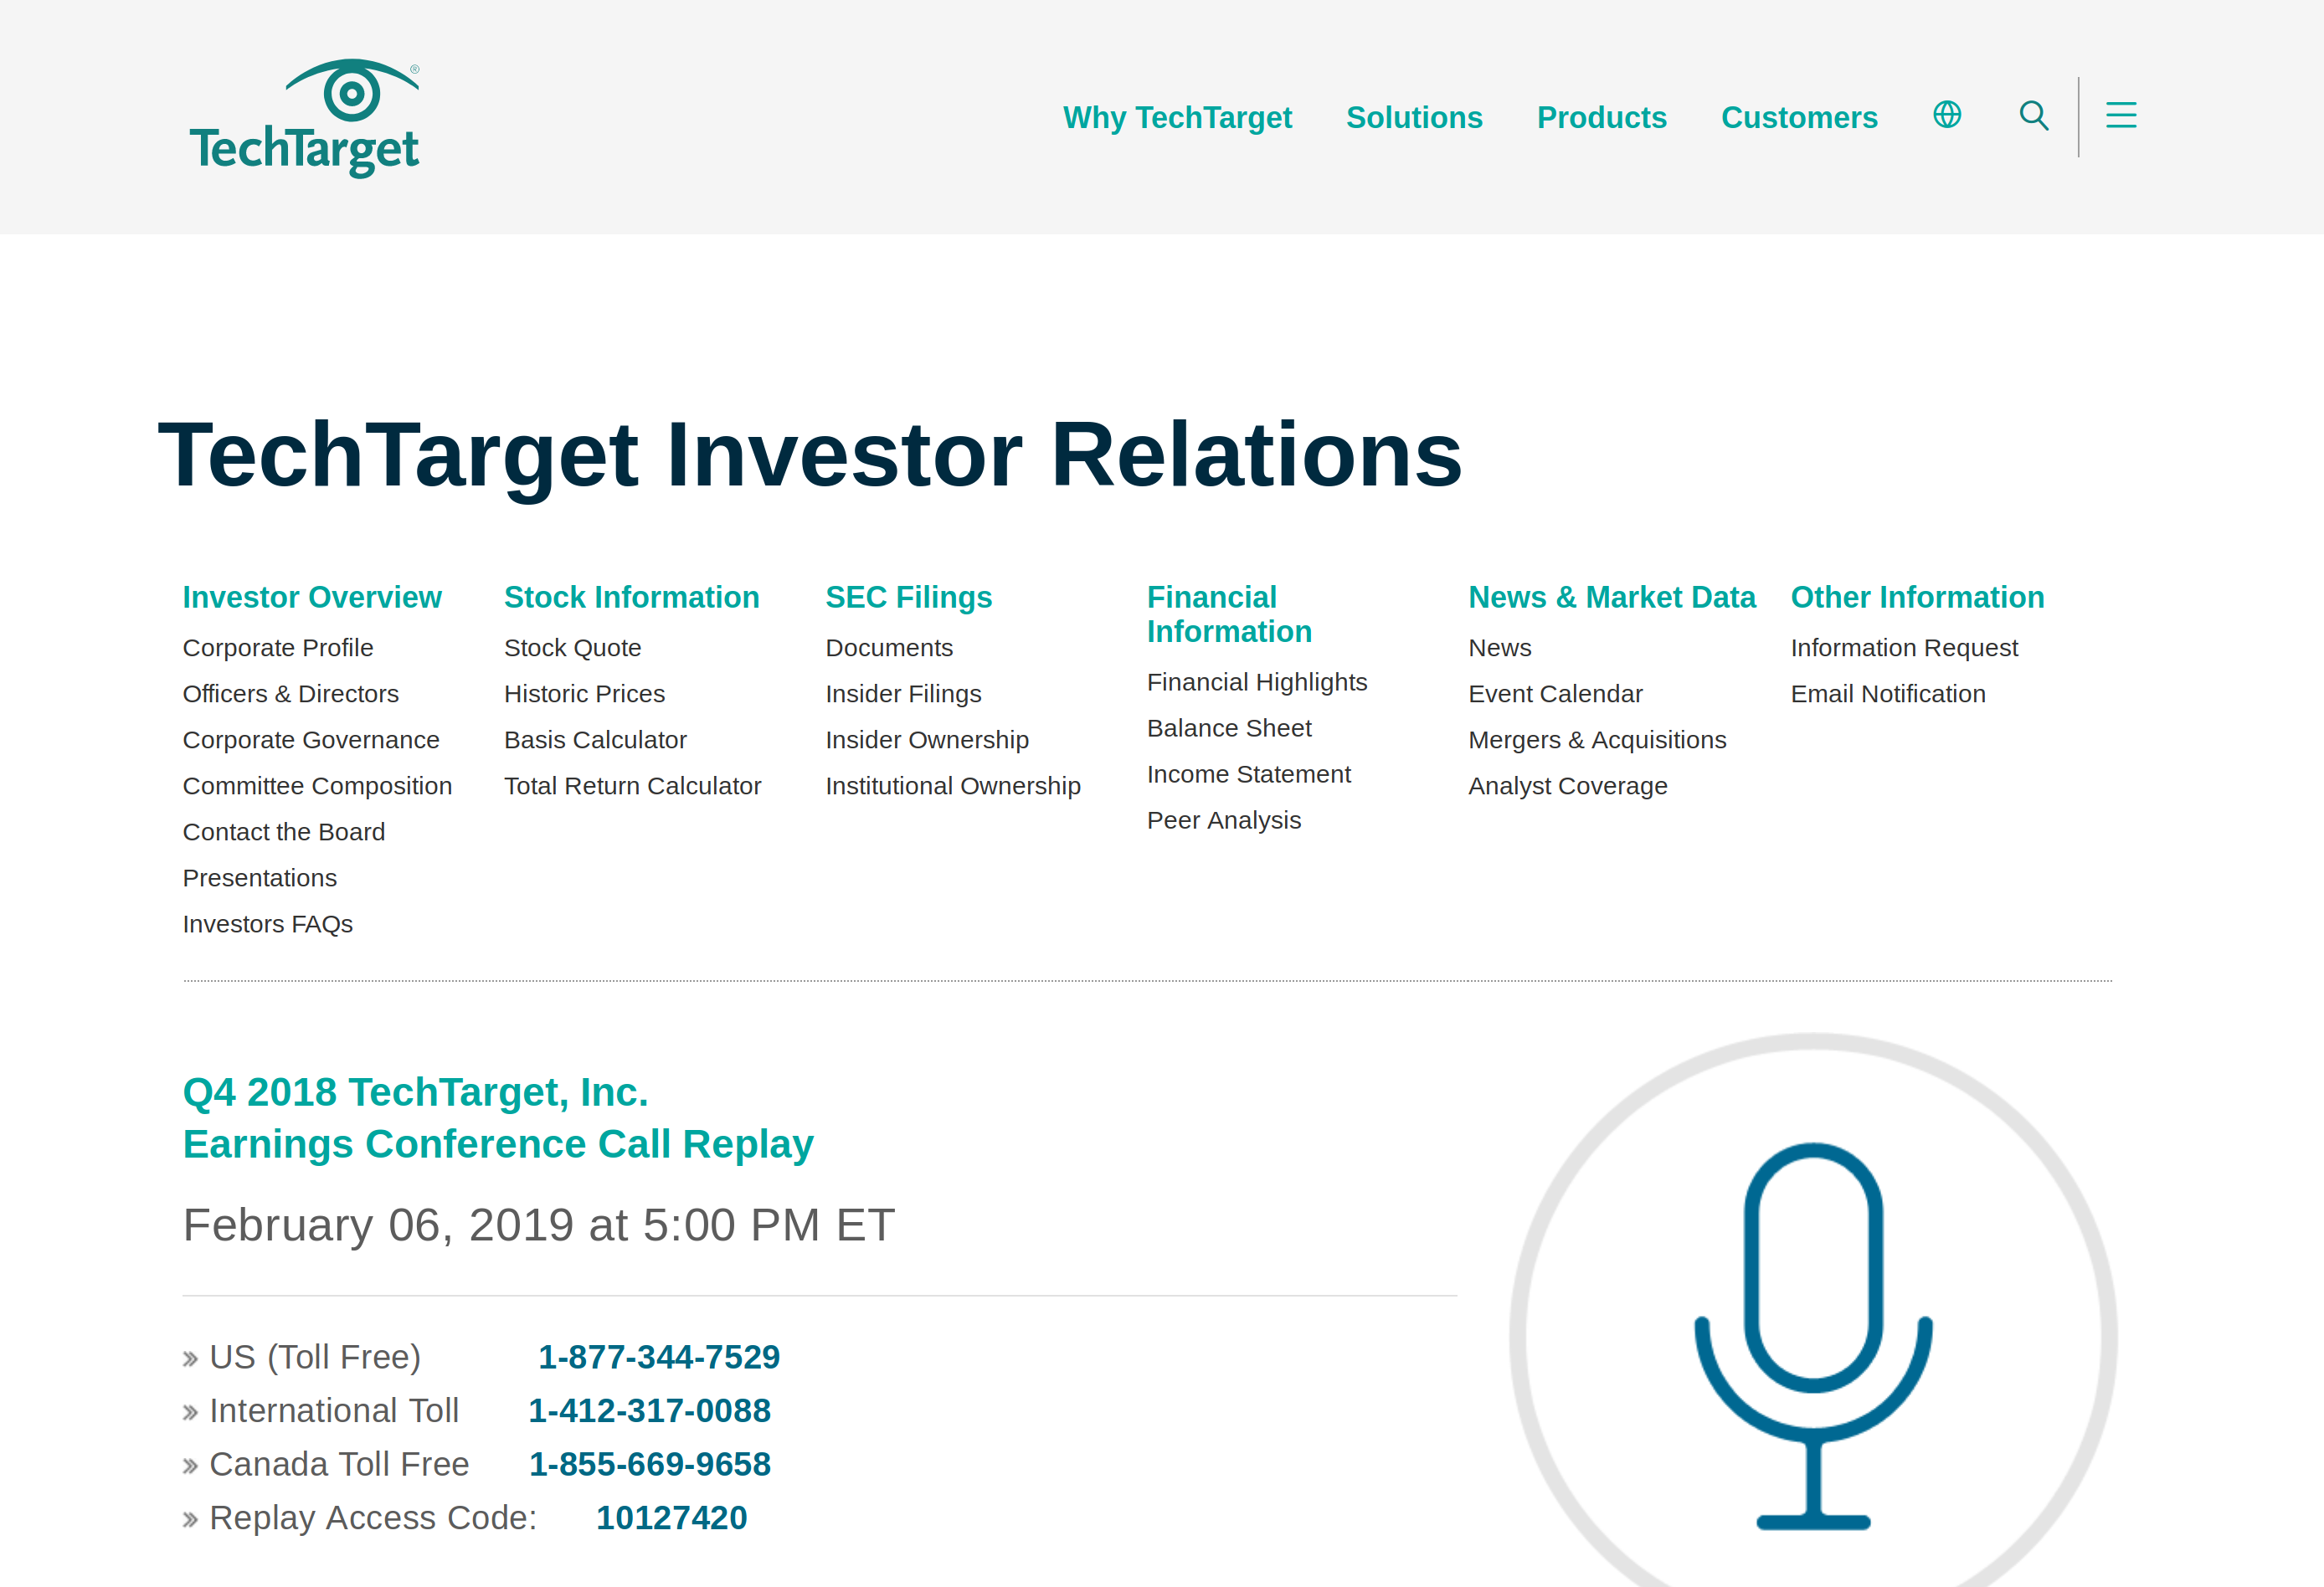 TechTarget®
Why TechTarget
Solutions
Products
Customers
TechTarget Investor Relations
Investor Overview
Corporate Profile
Officers & Directors
Corporate Governance
Committee Composition
Contact the Board
Presentations
Investors FAQs
Stock Information
Stock Quote
Historic Prices
Basis Calculator
Total Return Calculator
SEC Filings
Documents
Insider Filings
Insider Ownership
Institutional Ownership
Financial
Information
Financial Highlights
Balance Sheet
Income Statement
Peer Analysis
News & Market Data
News
Event Calendar
Mergers & Acquisitions
Analyst Coverage
Other Information
Information Request
Email Notification
Q4 2018 TechTarget, Inc.
Earnings Conference Call Replay
February 06, 2019 at 5:00 PM ET
» US (Toll Free) 1-877-344-7529
» International Toll 1-412-317-0088
» Canada Toll Free 1-855-669-9658
» Replay Access Code: 10127420